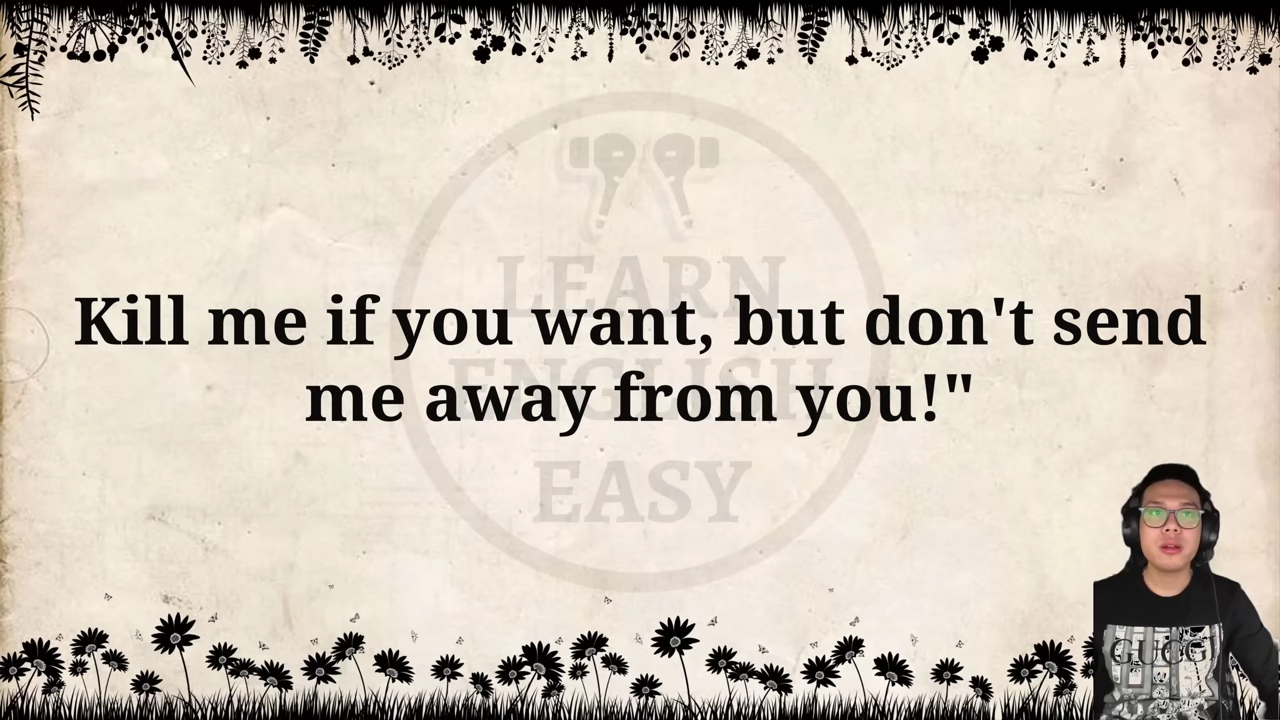 Kill me if you want, but don't send
me away from you!"
LEARN
ENGLISH
EASY
GUCCI